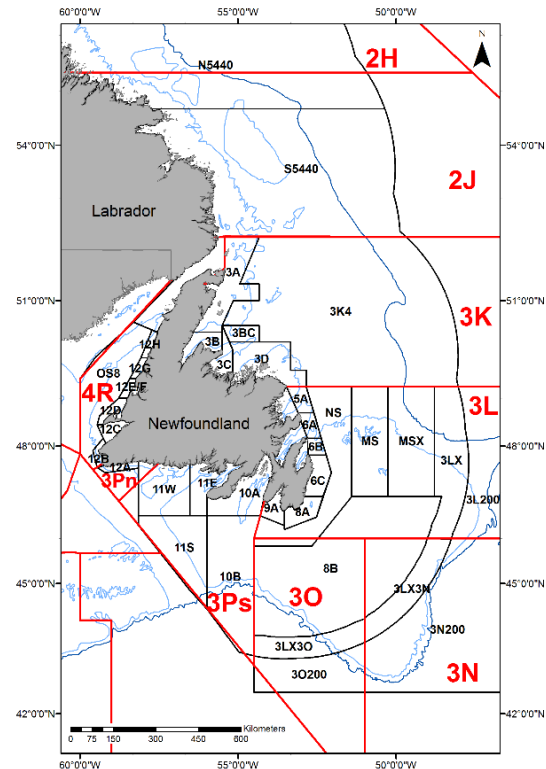 60°0'0"W
55°0'0"W
50°0'0"W
N
2H
N5440
54°0'0"N
54°0'0"N
S5440
2J
Labrador
3A
51°0'0"N
51°0'0"N
3K4
3K
12H
3B
3BC
3C
3D
OS8
12G
12E/F
4R
5A
NS
3L
12D
6A
MS
MSX
12C
Newfoundland
48°0'0"N
48°0'0"N
6B
12B
12A
3LX
3Pn
11W
11E
10A
6C
3L200
9A
8A
11S
45°0'0"N
45°0'0"N
10B
8B
3Ps
3O
3LX3N
3N200
3LX3O
3O200
3N
42°0'0"N
42°0'0"N
0 75 150 300 450 600
Kilometers
60°0'0"W
55°0'0"W
50°0'0"W